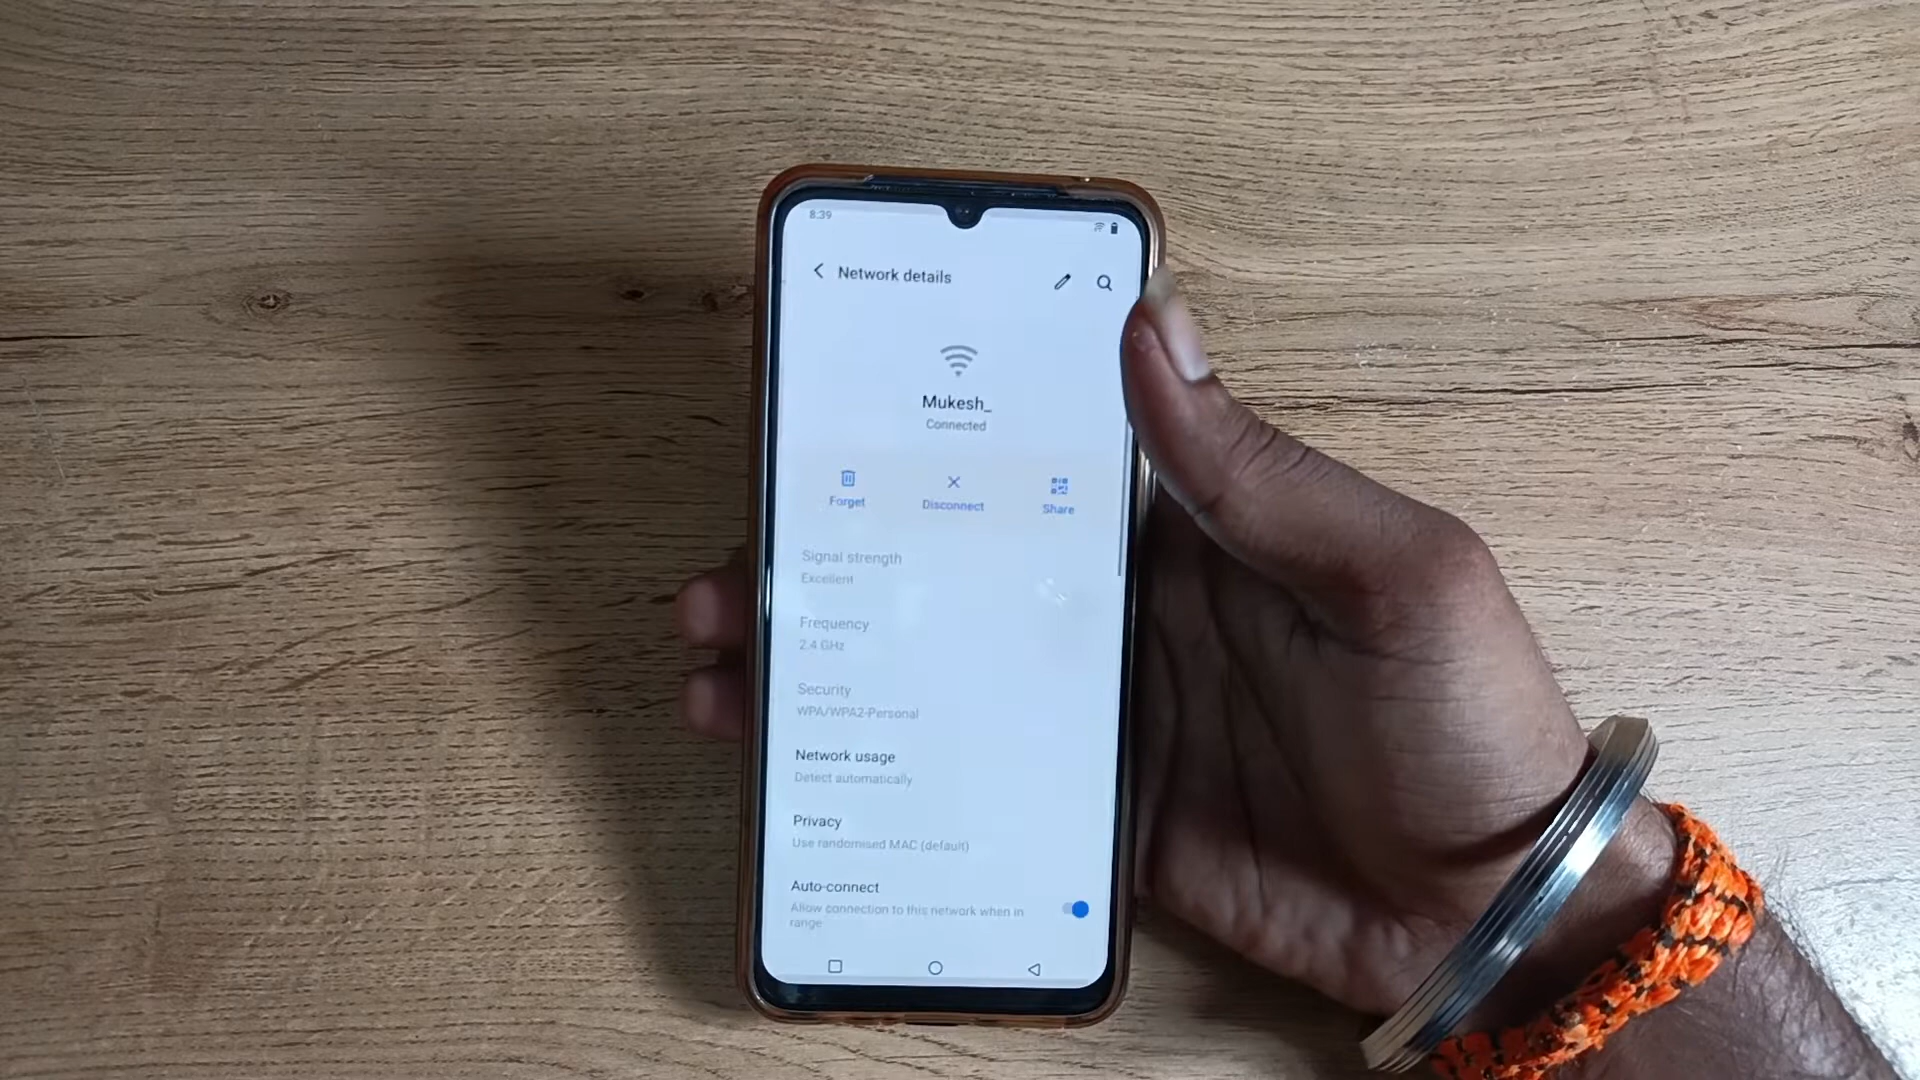 8:39
Network details
Mukesh_
Connected
Forget
Disconnect
Share
Signal strength
Excellent
Frequency
2.4 GHz
Security
WPA/WPA2-Personal
Network usage
Detect automatically
Privacy
Use randomised MAC (default)
Auto-connect
Allow connection to this network when in
range